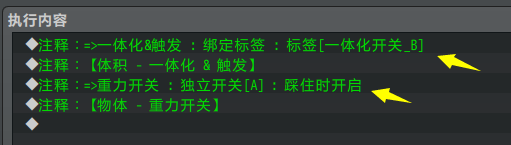 执行内容
◆注释：=>一体化&触发 : 绑定标签 : 标签[一体化开关_B]
◆注释：【体积 - 一体化 & 触发】
◆注释：=>重力开关 : 独立开关[A] : 踩住时开启
◆注释：【物体 - 重力开关】
◆